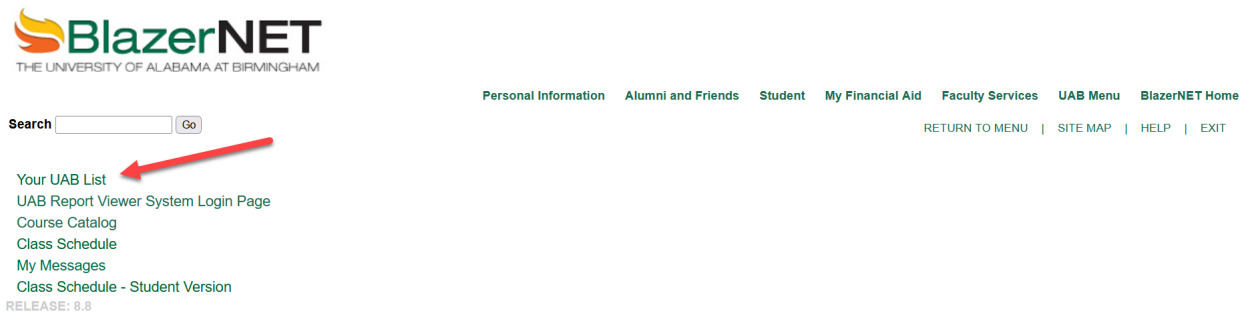 BlazerNET
THE UNIVERSITY OF ALABAMA AT BIRMINGHAM
Personal Information Alumni and Friends Student My Financial Aid Faculty Services UAB Menu BlazerNET Home
Search Go
RETURN TO MENU | SITE MAP | HELP | EXIT
Your UAB List
UAB Report Viewer System Login Page
Course Catalog
Class Schedule
My Messages
Class Schedule - Student Version
RELEASE: 8.8